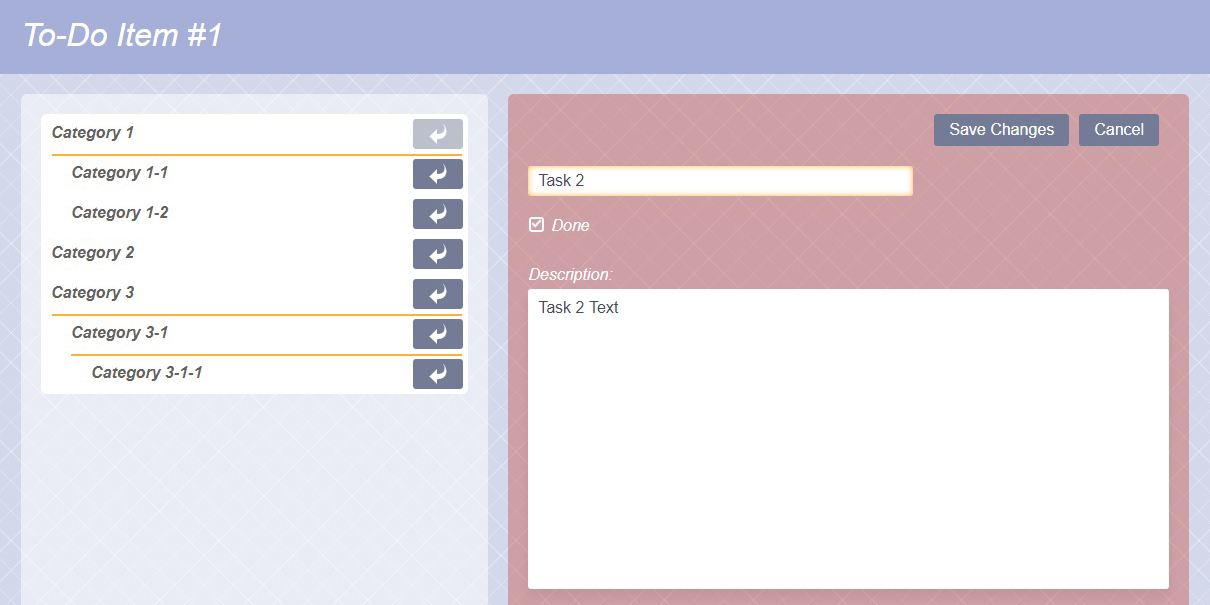 To-Do Item #1
Category 1
Category 1-1
Category 1-2
Category 2
Category 3
Category 3-1
Category 3-1-1
Save Changes
Cancel
Task 2
Done
Description:
Task 2 Text